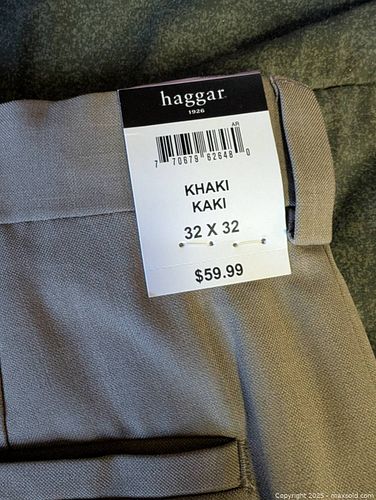 haggar
1926
AR
7 70679 62648 0
KHAKI
KAKI
32 X 32
$59.99
Copyright 2025 - maxsold.com